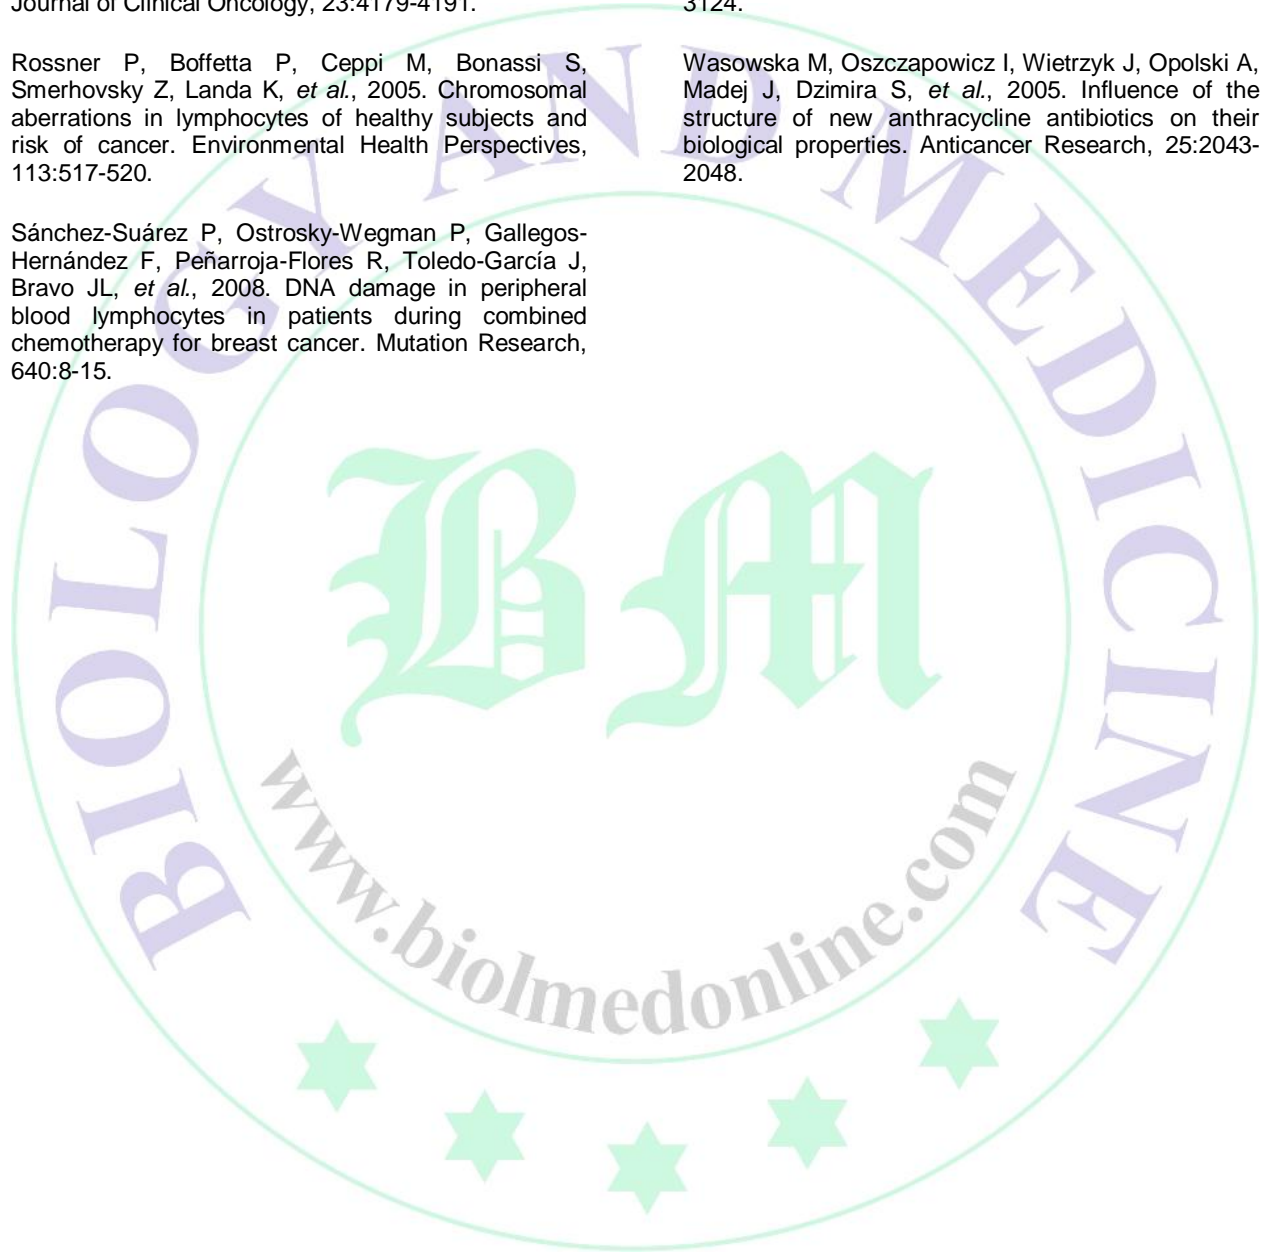 Journal of Clinical Oncology, 23:4179-4191.
Rossner P, Boffetta P, Ceppi M, Bonassi S,
Smerhovsky Z, Landa K, et al., 2005. Chromosomal
aberrations in lymphocytes of healthy subjects and
risk of cancer. Environmental Health Perspectives,
113:517-520.
Sánchez-Suárez P, Ostrosky-Wegman P, Gallegos-
Hernández F, Peñarroja-Flores R, Toledo-García J,
Bravo JL, et al., 2008. DNA damage in peripheral
blood lymphocytes in patients during combined
chemotherapy for breast cancer. Mutation Research,
640:8-15.
3124.
Wasowska M, Oszczapowicz I, Wietrzyk J, Opolski A,
Madej J, Dzimira S, et al., 2005. Influence of the
structure of new anthracycline antibiotics on their
biological properties. Anticancer Research, 25:2043-
2048.
BIOLOGY AND MEDICINE
BM
www.biolmedonline.com